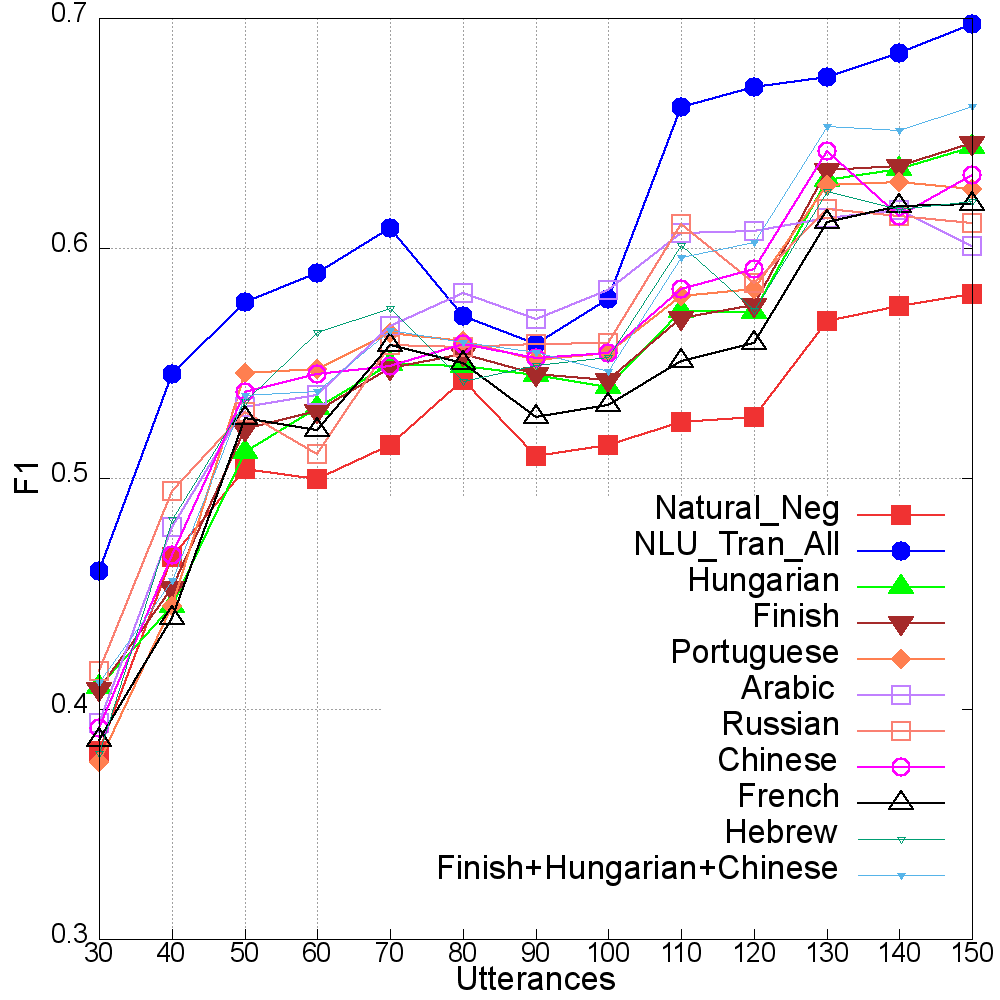 0.7
0.6
0.5
0.4
0.3
F1
Natural_Neg
NLU_Tran_All
Hungarian
Finish
Portuguese
Arabic
Russian
Chinese
French
Hebrew
Finish+Hungarian+Chinese
30 40 50 60 70 80 90 100 110 120 130 140 150
Utterances